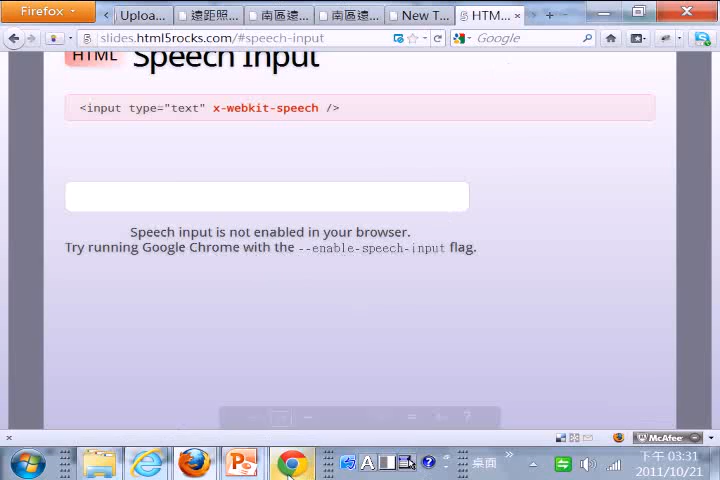 Firefox
Uploa...
遠距照...
南區遠...
南區遠...
New T...
HTM...
slides.html5rocks.com/#speech-input
Google
HTML Speech Input
<input type="text" x-webkit-speech />
Speech input is not enabled in your browser.
Try running Google Chrome with the --enable-speech-input flag.
McAfee
桌面
下午 03:31
2011/10/21